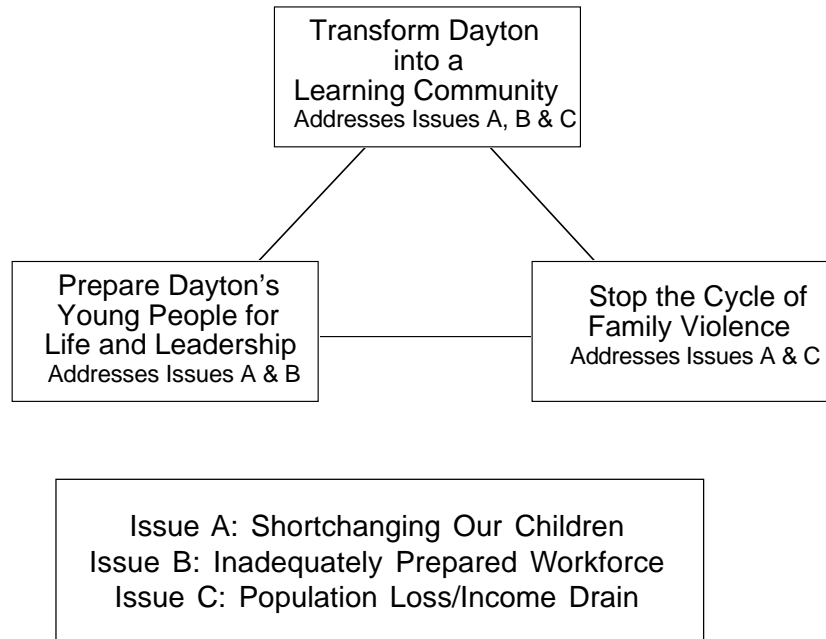 Transform Dayton
into a
Learning Community
Addresses Issues A, B & C
Prepare Dayton’s
Young People for
Life and Leadership
Addresses Issues A & B
Stop the Cycle of
Family Violence
Addresses Issues A & C
Issue A: Shortchanging Our Children
Issue B: Inadequately Prepared Workforce
Issue C: Population Loss/Income Drain